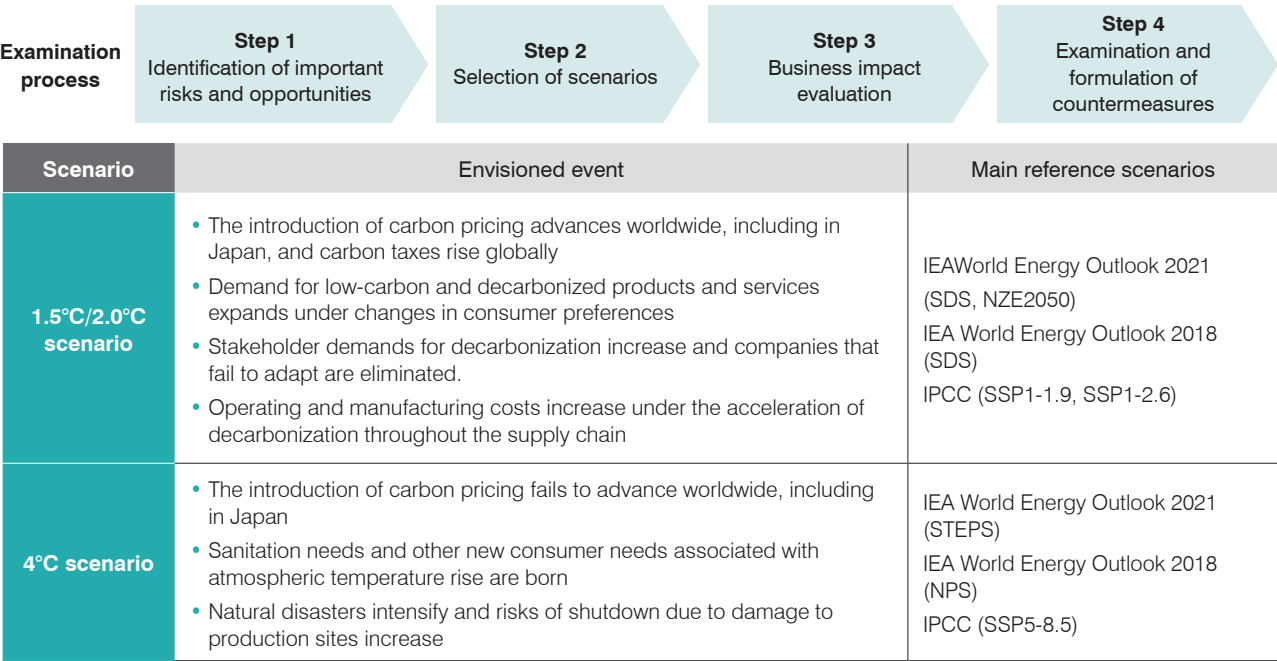 Examination
process
Step 1
Identification of important
risks and opportunities
Step 2
Selection of scenarios
Step 3
Business impact
evaluation
Step 4
Examination and
formulation of
countermeasures
Scenario
Envisioned event
Main reference scenarios
1.5°C/2.0°C
scenario
• The introduction of carbon pricing advances worldwide, including in
Japan, and carbon taxes rise globally
• Demand for low-carbon and decarbonized products and services
expands under changes in consumer preferences
• Stakeholder demands for decarbonization increase and companies that
fail to adapt are eliminated.
• Operating and manufacturing costs increase under the acceleration of
decarbonization throughout the supply chain
IEAWorld Energy Outlook 2021
(SDS, NZE2050)
IEA World Energy Outlook 2018
(SDS)
IPCC (SSP1-1.9, SSP1-2.6)
4°C scenario
• The introduction of carbon pricing fails to advance worldwide, including
in Japan
• Sanitation needs and other new consumer needs associated with
atmospheric temperature rise are born
• Natural disasters intensify and risks of shutdown due to damage to
production sites increase
IEA World Energy Outlook 2021
(STEPS)
IEA World Energy Outlook 2018
(NPS)
IPCC (SSP5-8.5)